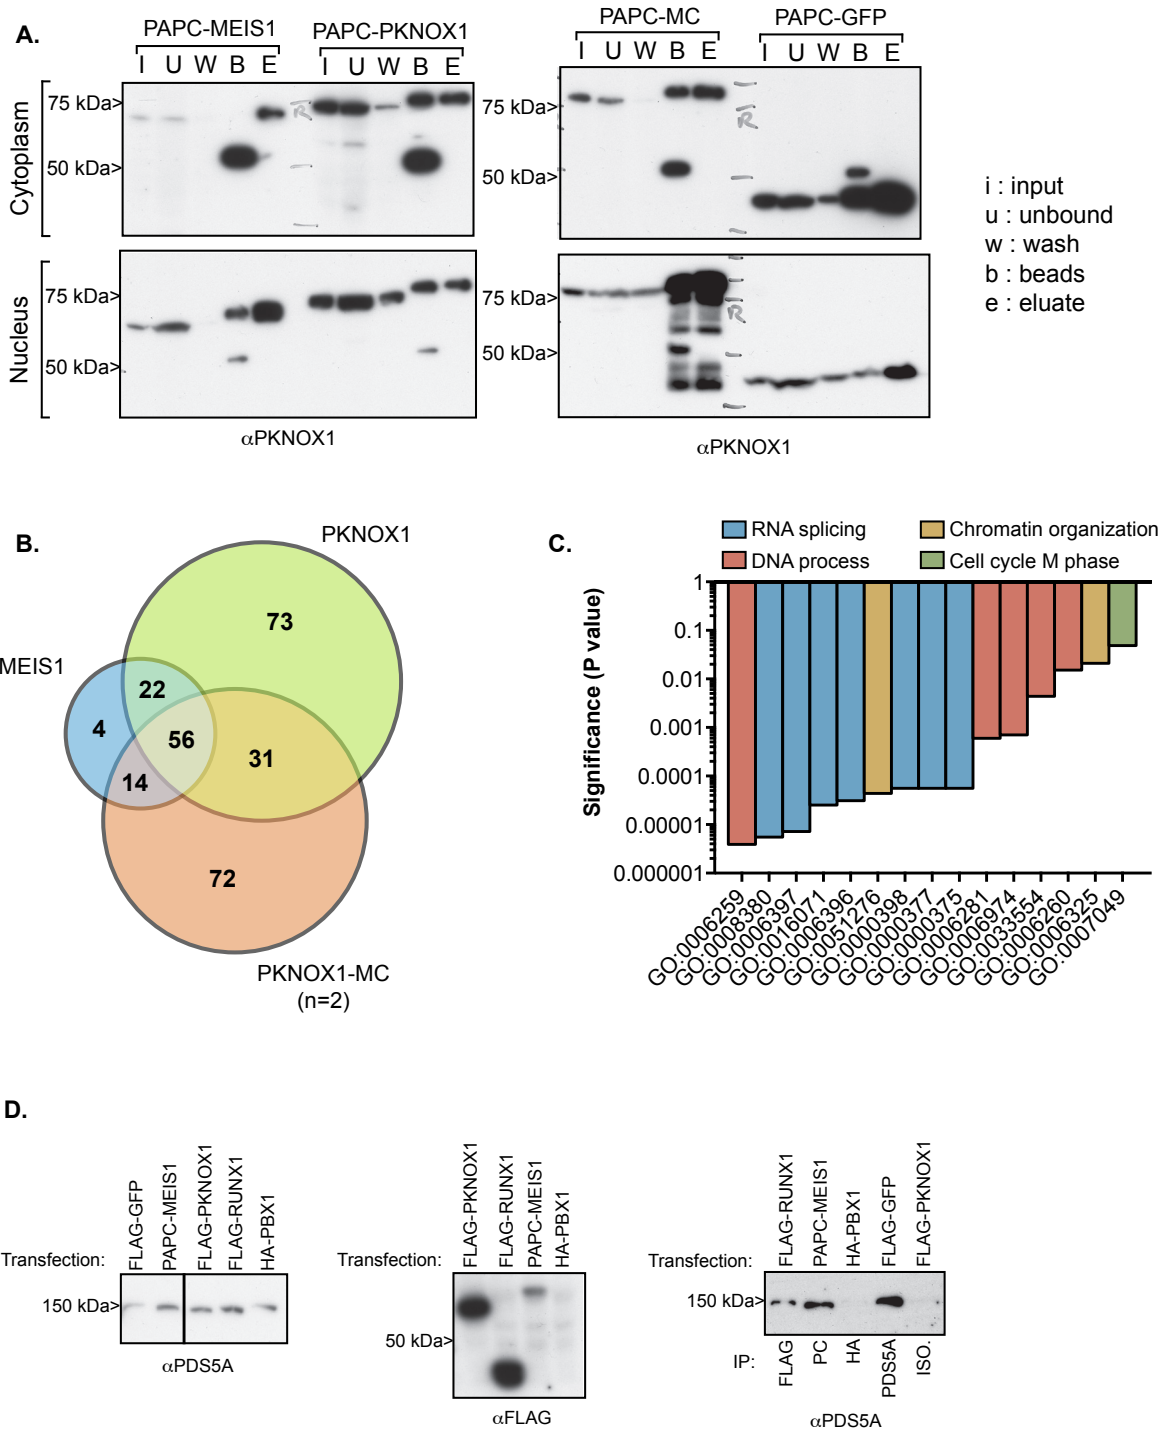 A.
PAPC-MEIS1 PAPC-PKNOX1 PAPC-MC PAPC-GFP
I U W B E I U W B E I U W B E I U W B E
Cytoplasm
75 kDa> R 75 kDa> R
50 kDa> 50 kDa>
Nucleus
75 kDa> 75 kDa> R
50 kDa> 50 kDa>
αPKNOX1 αPKNOX1
i : input
u : unbound
w : wash
b : beads
e : eluate
B.
PKNOX1
73
MEIS1
22
4 56 31
14
72
PKNOX1-MC
(n=2)
C.
RNA splicing Chromatin organization
DNA process Cell cycle M phase
Significance (P value)
1
0.1
0.01
0.001
0.0001
0.00001
0.000001
GO:0006259
GO:0008380
GO:0006397
GO:0016071
GO:0006396
GO:0051276
GO:0000398
GO:0000377
GO:0000375
GO:0006281
GO:0006974
GO:0033554
GO:0006260
GO:0006325
GO:0007049
D.
Transfection: FLAG-GFP PAPC-MEIS1 FLAG-PKNOX1 FLAG-RUNX1 HA-PBX1
150 kDa>
αPDS5A
Transfection: FLAG-PKNOX1 FLAG-RUNX1 PAPC-MEIS1 HA-PBX1
50 kDa>
αFLAG
Transfection: FLAG-RUNX1 PAPC-MEIS1 HA-PBX1 FLAG-GFP FLAG-PKNOX1
150 kDa>
IP: FLAG PC HA PDS5A ISO.
αPDS5A